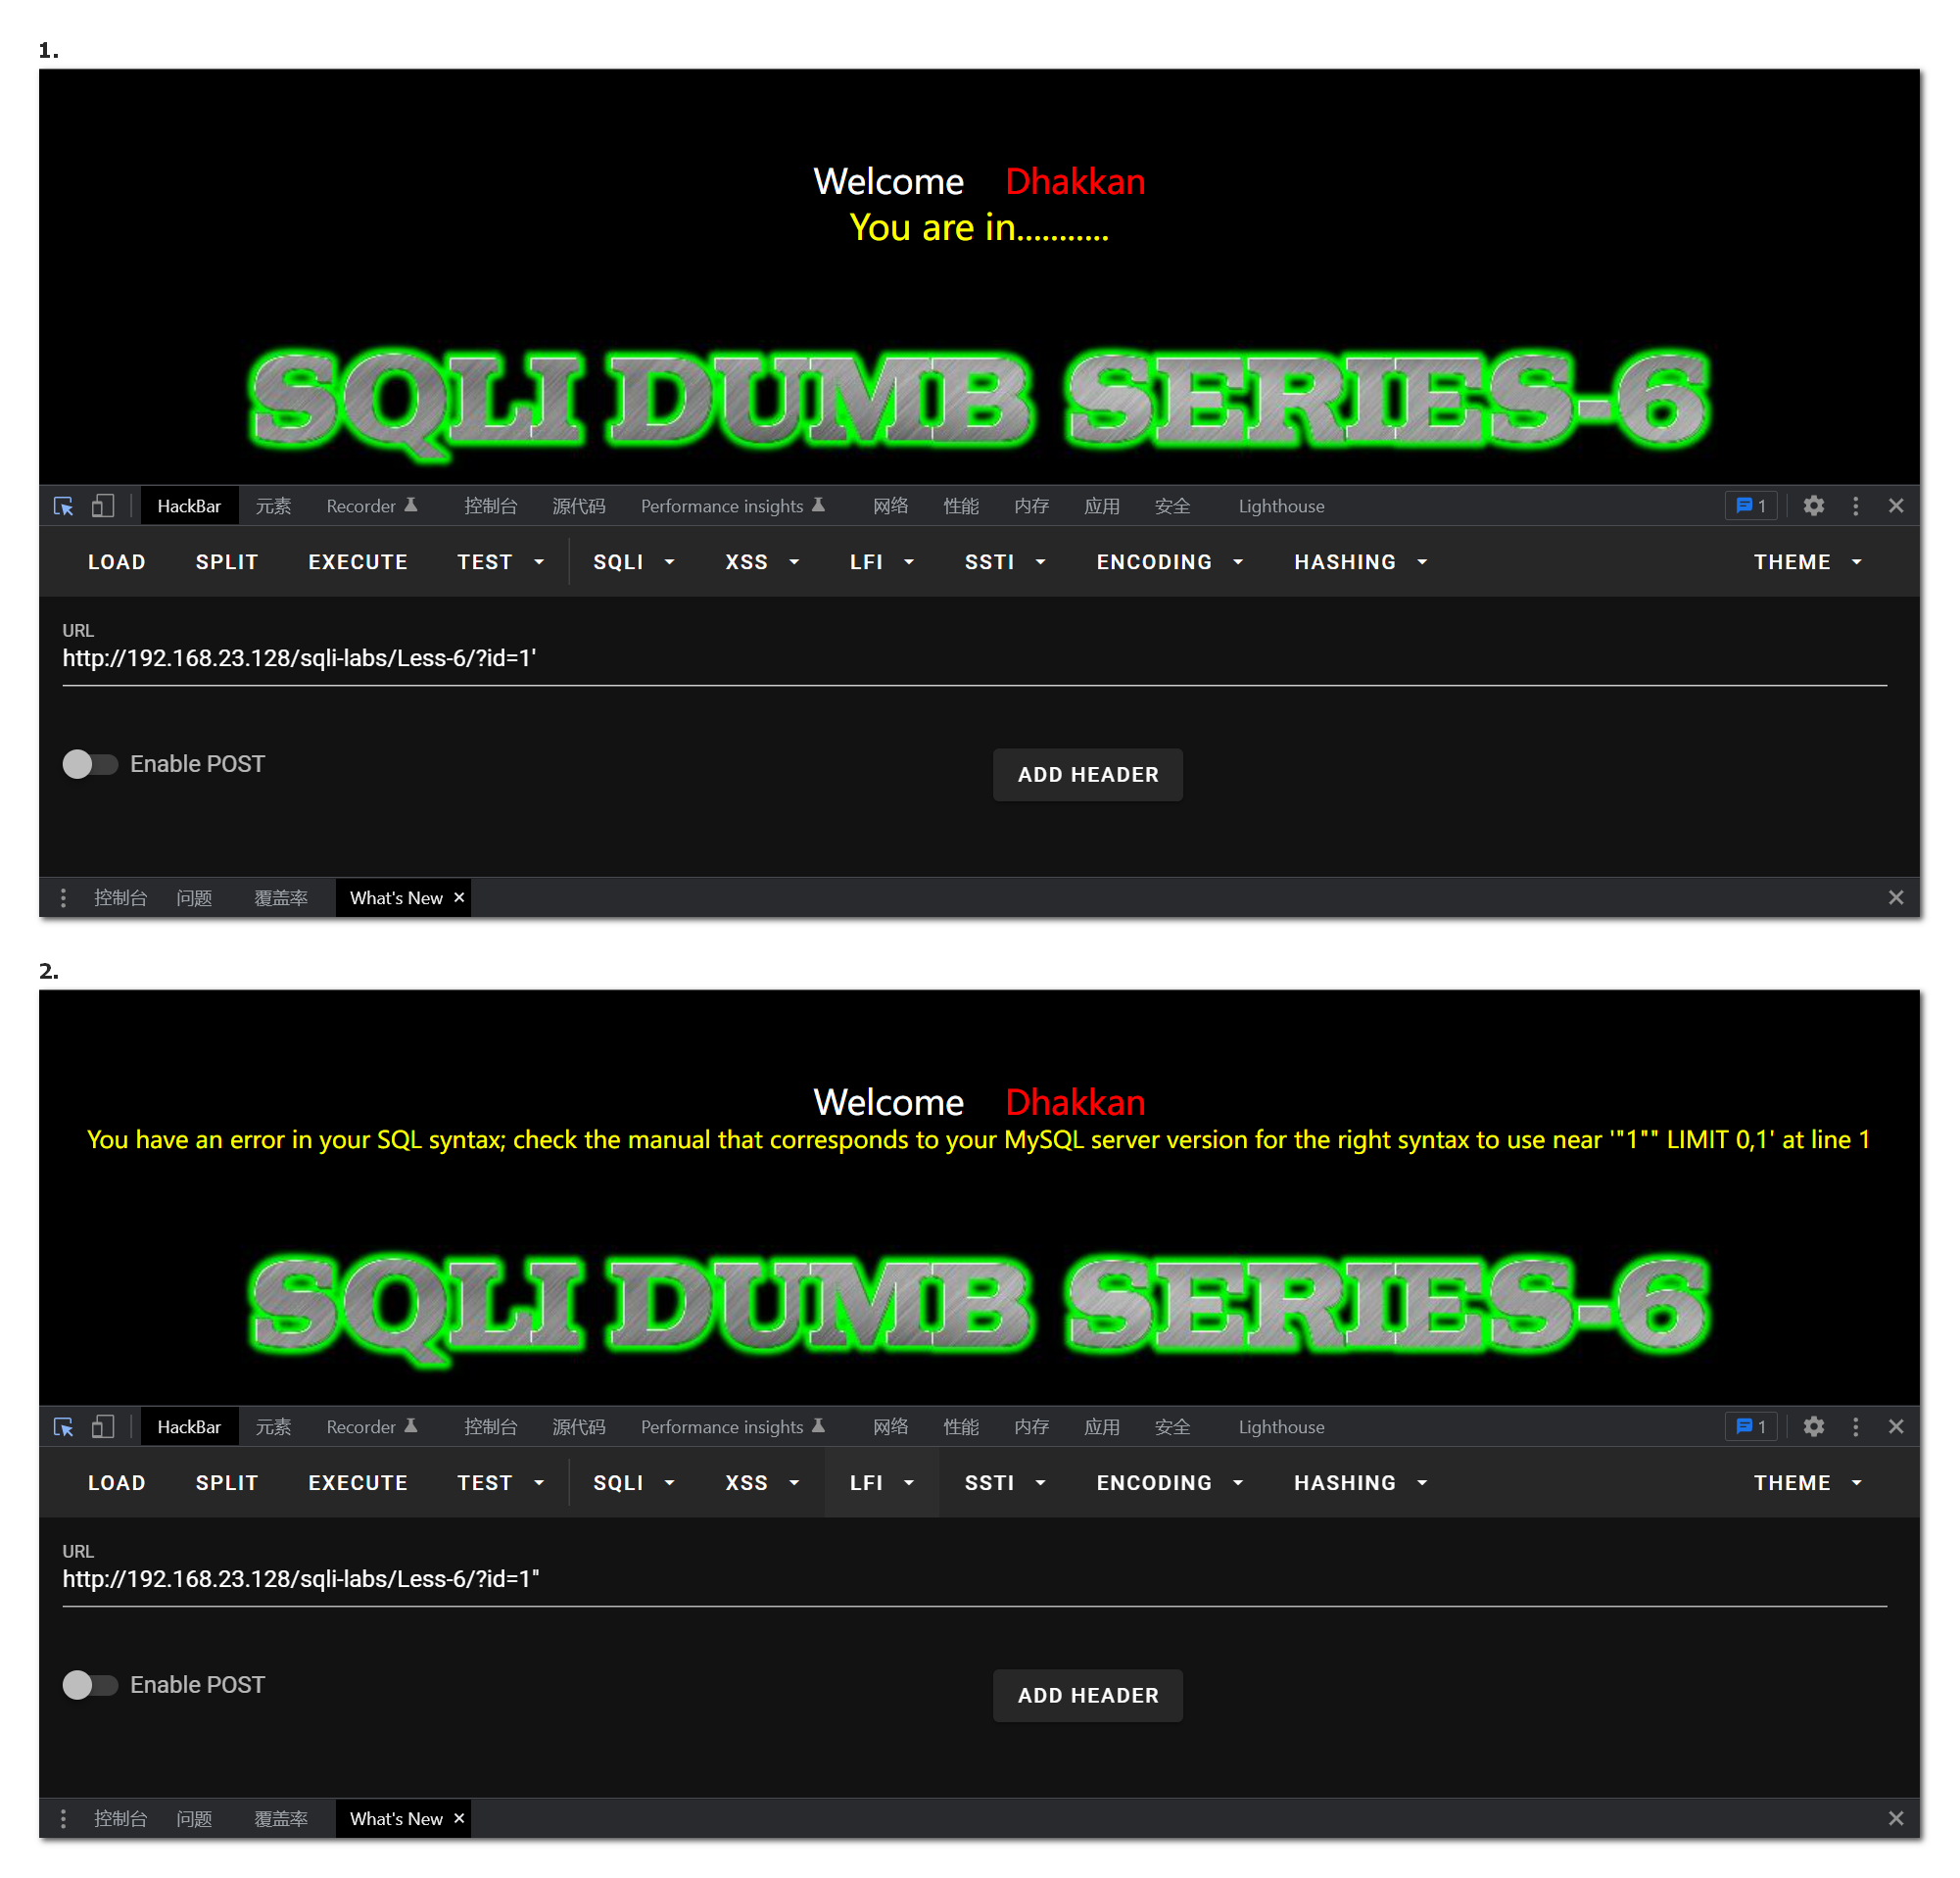 1.
Welcome Dhakkan
You are in...........
SQLI DUMB SERIES-6
HackBar 元素 Recorder 控制台 源代码 Performance insights 网络 性能 内存 应用 安全 Lighthouse 1
LOAD SPLIT EXECUTE TEST SQLI XSS LFI SSTI ENCODING HASHING THEME
URL
http://192.168.23.128/sqli-labs/Less-6/?id=1'
Enable POST
ADD HEADER
控制台 问题 覆盖率 What's New ×
2.
Welcome Dhakkan
You have an error in your SQL syntax; check the manual that corresponds to your MySQL server version for the right syntax to use near '"1"" LIMIT 0,1' at line 1
SQLI DUMB SERIES-6
HackBar 元素 Recorder 控制台 源代码 Performance insights 网络 性能 内存 应用 安全 Lighthouse 1
LOAD SPLIT EXECUTE TEST SQLI XSS LFI SSTI ENCODING HASHING THEME
URL
http://192.168.23.128/sqli-labs/Less-6/?id=1"
Enable POST
ADD HEADER
控制台 问题 覆盖率 What's New ×